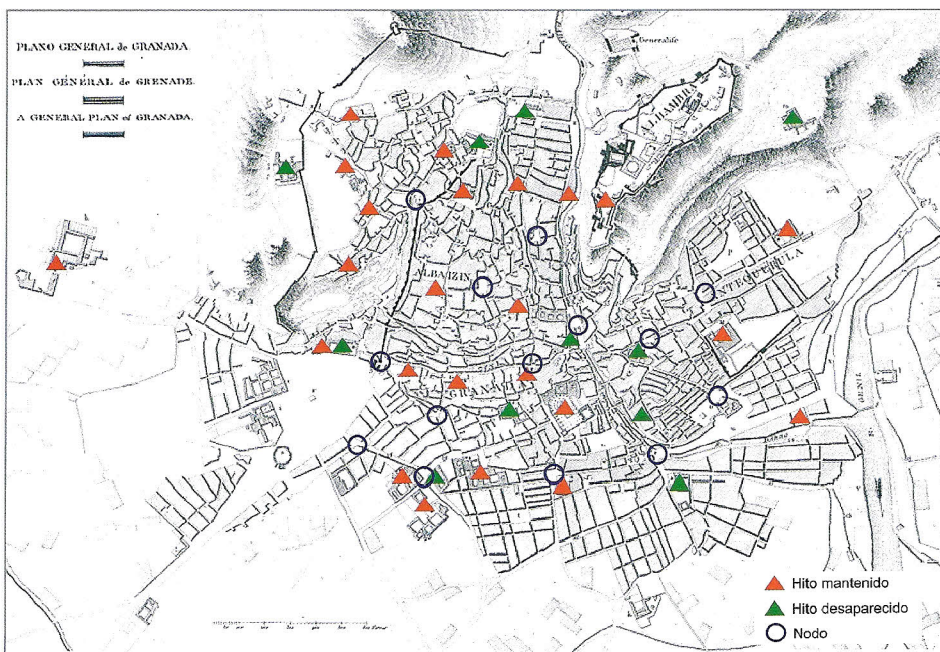 PLANO GENERAL de GRANADA.
PLAN GÉNÉRAL de GRENADE.
A GENERAL PLAN of GRANADA.
Generalife
ALHAMBRA
ALBAIZIN
ANTEQUERULA
GRANADA
GENIL
Hito mantenido
Hito desaparecido
Nodo